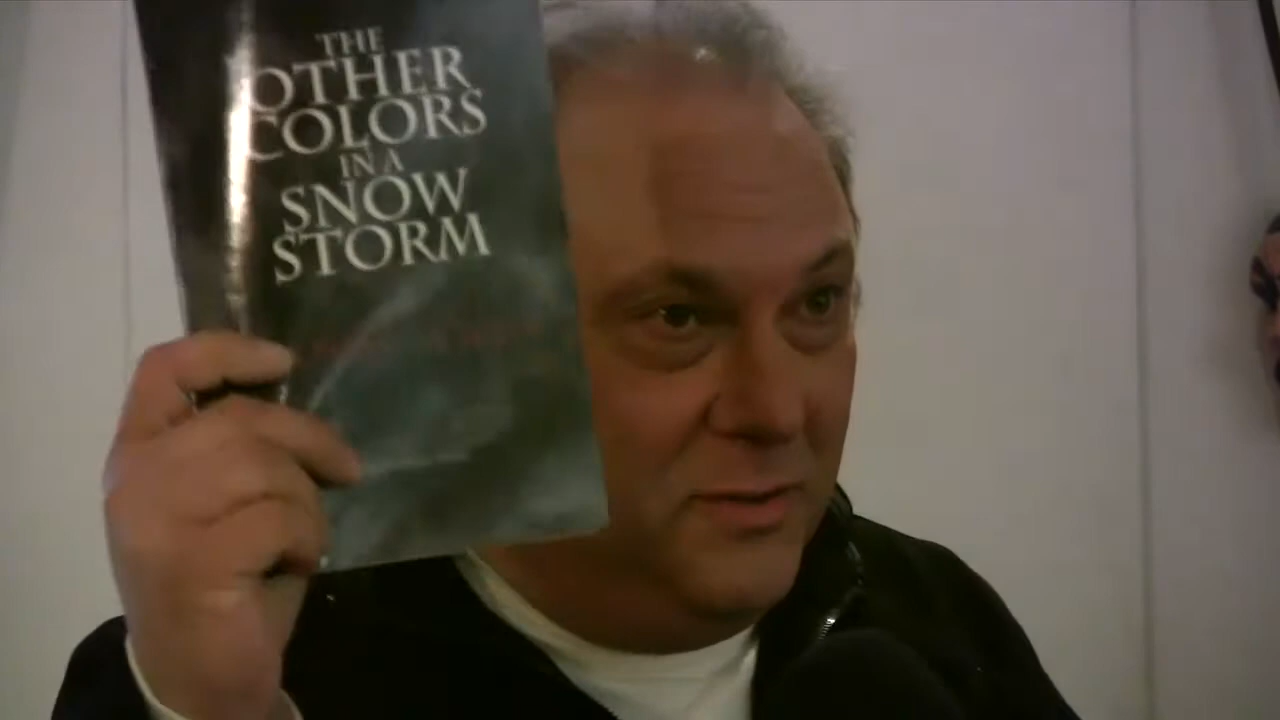 THE
OTHER
COLORS
IN A
SNOW
STORM